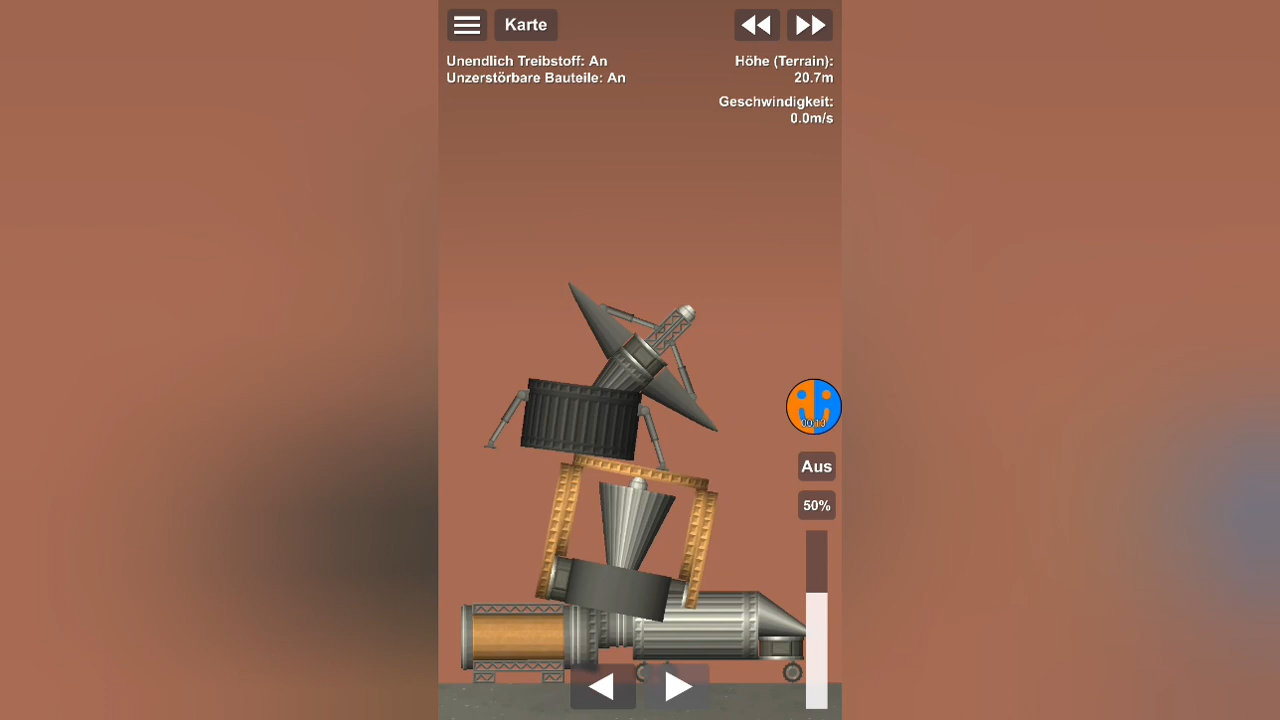 Karte
Unendlich Treibstoff: An
Unzerstörbare Bauteile: An
Höhe (Terrain):
20.7m
Geschwindigkeit:
0.0m/s
Aus
50%